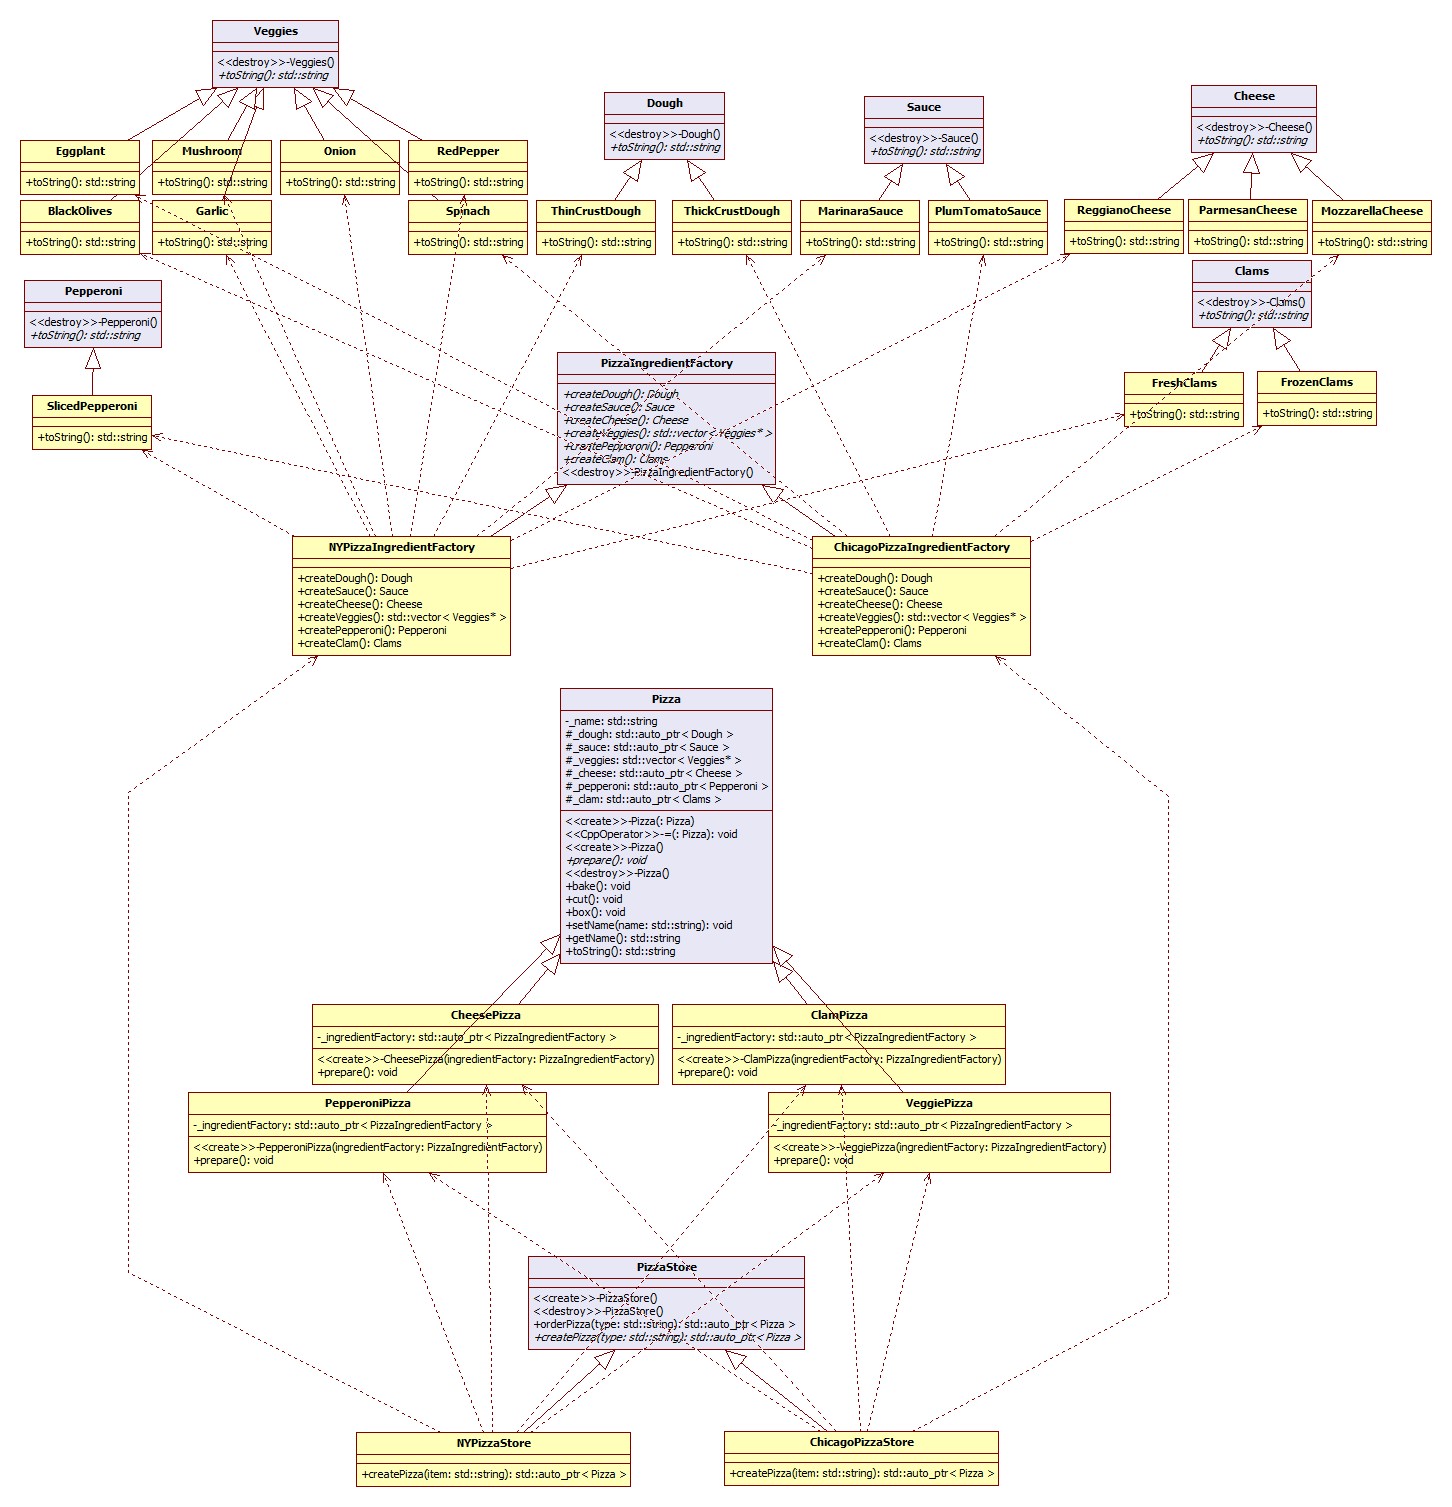 Veggies
<<destroy>>-Veggies()
+toString(): std::string
Dough
<<destroy>>-Dough()
+toString(): std::string
Sauce
<<destroy>>-Sauce()
+toString(): std::string
Cheese
<<destroy>>-Cheese()
+toString(): std::string
Eggplant
+toString(): std::string
Mushroom
+toString(): std::string
Onion
+toString(): std::string
RedPepper
+toString(): std::string
BlackOlives
+toString(): std::string
Garlic
+toString(): std::string
Spinach
+toString(): std::string
ThinCrustDough
+toString(): std::string
ThickCrustDough
+toString(): std::string
MarinaraSauce
+toString(): std::string
PlumTomatoSauce
+toString(): std::string
ReggianoCheese
+toString(): std::string
ParmesanCheese
+toString(): std::string
MozzarellaCheese
+toString(): std::string
Pepperoni
<<destroy>>-Pepperoni()
+toString(): std::string
Clams
<<destroy>>-Clams()
+toString(): std::string
SlicedPepperoni
+toString(): std::string
FreshClams
+toString(): std::string
FrozenClams
+toString(): std::string
PizzaIngredientFactory
+createDough(): Dough
+createSauce(): Sauce
+createCheese(): Cheese
+createVeggies(): std::vector< Veggies* >
+createPepperoni(): Pepperoni
+createClam(): Clams
<<destroy>>-PizzaIngredientFactory()
NYPizzaIngredientFactory
+createDough(): Dough
+createSauce(): Sauce
+createCheese(): Cheese
+createVeggies(): std::vector< Veggies* >
+createPepperoni(): Pepperoni
+createClam(): Clams
ChicagoPizzaIngredientFactory
+createDough(): Dough
+createSauce(): Sauce
+createCheese(): Cheese
+createVeggies(): std::vector< Veggies* >
+createPepperoni(): Pepperoni
+createClam(): Clams
Pizza
-_name: std::string
#_dough: std::auto_ptr< Dough >
#_sauce: std::auto_ptr< Sauce >
#_veggies: std::vector< Veggies* >
#_cheese: std::auto_ptr< Cheese >
#_pepperoni: std::auto_ptr< Pepperoni >
#_clam: std::auto_ptr< Clams >
<<create>>-Pizza(: Pizza)
<<CppOperator>>-=(: Pizza): void
<<create>>-Pizza()
+prepare(): void
<<destroy>>-Pizza()
+bake(): void
+cut(): void
+box(): void
+setName(name: std::string): void
+getName(): std::string
+toString(): std::string
CheesePizza
-_ingredientFactory: std::auto_ptr< PizzaIngredientFactory >
<<create>>-CheesePizza(ingredientFactory: PizzaIngredientFactory)
+prepare(): void
ClamPizza
-_ingredientFactory: std::auto_ptr< PizzaIngredientFactory >
<<create>>-ClamPizza(ingredientFactory: PizzaIngredientFactory)
+prepare(): void
PepperoniPizza
-_ingredientFactory: std::auto_ptr< PizzaIngredientFactory >
<<create>>-PepperoniPizza(ingredientFactory: PizzaIngredientFactory)
+prepare(): void
VeggiePizza
-_ingredientFactory: std::auto_ptr< PizzaIngredientFactory >
<<create>>-VeggiePizza(ingredientFactory: PizzaIngredientFactory)
+prepare(): void
PizzaStore
<<create>>-PizzaStore()
<<destroy>>-PizzaStore()
+orderPizza(type: std::string): std::auto_ptr< Pizza >
+createPizza(type: std::string): std::auto_ptr< Pizza >
NYPizzaStore
+createPizza(item: std::string): std::auto_ptr< Pizza >
ChicagoPizzaStore
+createPizza(item: std::string): std::auto_ptr< Pizza >